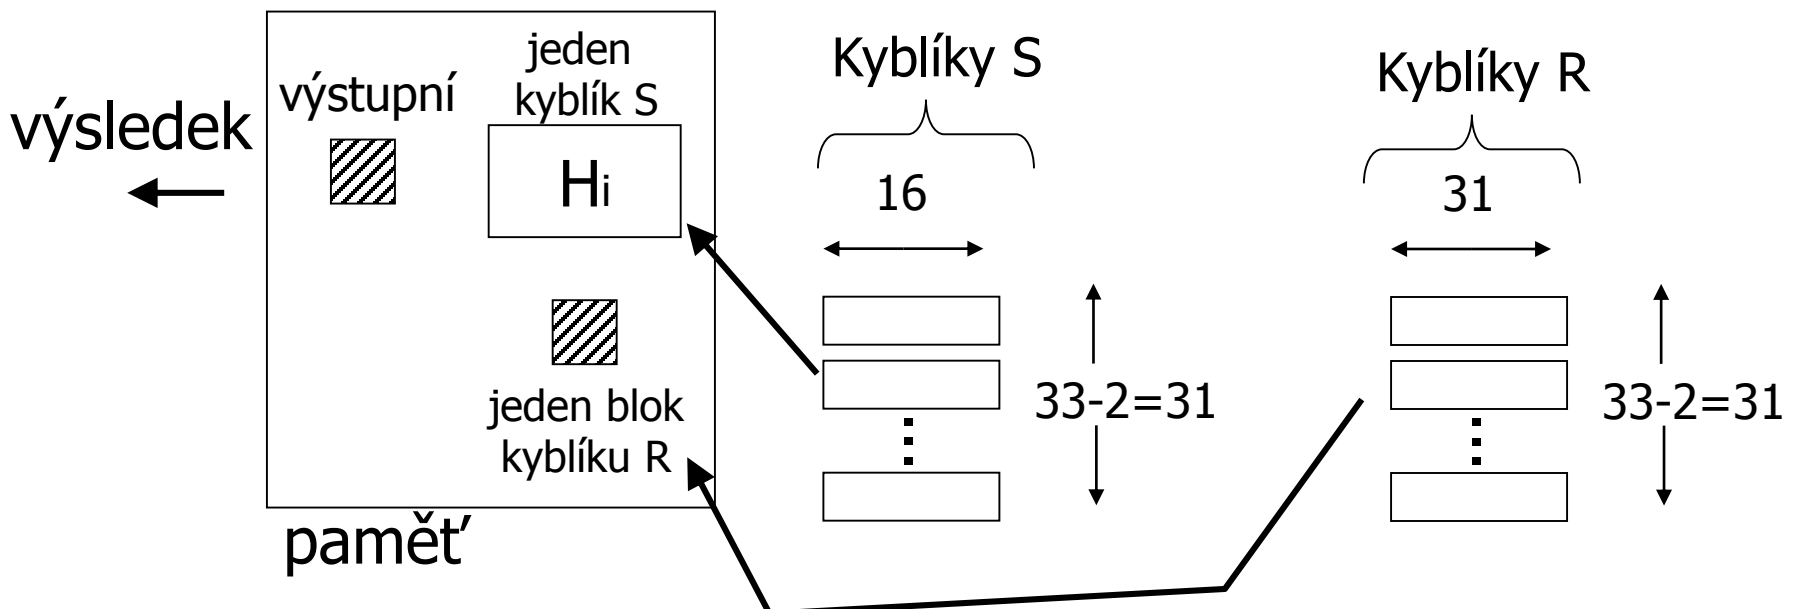 výsledek
výstupní
jeden
kyblík S
Hi
jeden blok
kyblíku R
paměť
Kyblíky S
16
33-2=31
Kyblíky R
31
33-2=31